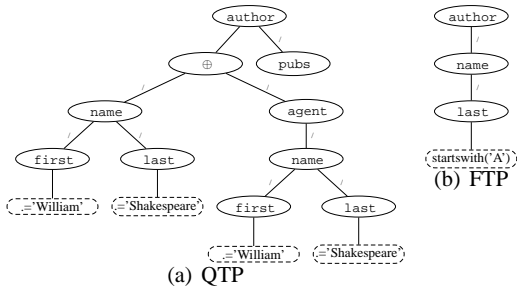 author
author
⊕
pubs
name
name
agent
last
first
last
name
startswith('A')
(b) FTP
.='William'
.='Shakespeare'
first
last
.='William'
.='Shakespeare'
(a) QTP